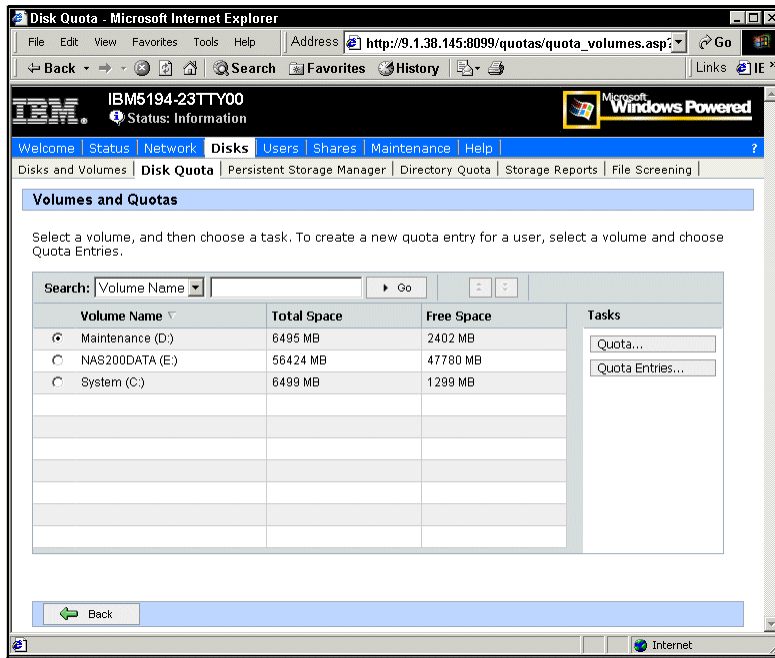 Disk Quota - Microsoft Internet Explorer
File Edit View Favorites Tools Help Address http://9.1.38.145:8099/quotas/quota_volumes.asp? Go
Back Search Favorites History Links IE »
IBM® IBM5194-23TTY00 Microsoft
Status: Information Windows Powered
Welcome Status Network Disks Users Shares Maintenance Help ?
Disks and Volumes Disk Quota Persistent Storage Manager Directory Quota Storage Reports File Screening
Volumes and Quotas
Select a volume, and then choose a task. To create a new quota entry for a user, select a volume and choose
Quota Entries.
Search: Volume Name Go
Volume Name Total Space Free Space Tasks
Maintenance (D:) 6495 MB 2402 MB Quota...
NAS200DATA (E:) 56424 MB 47780 MB Quota Entries...
System (C:) 6499 MB 1299 MB
Back
Internet